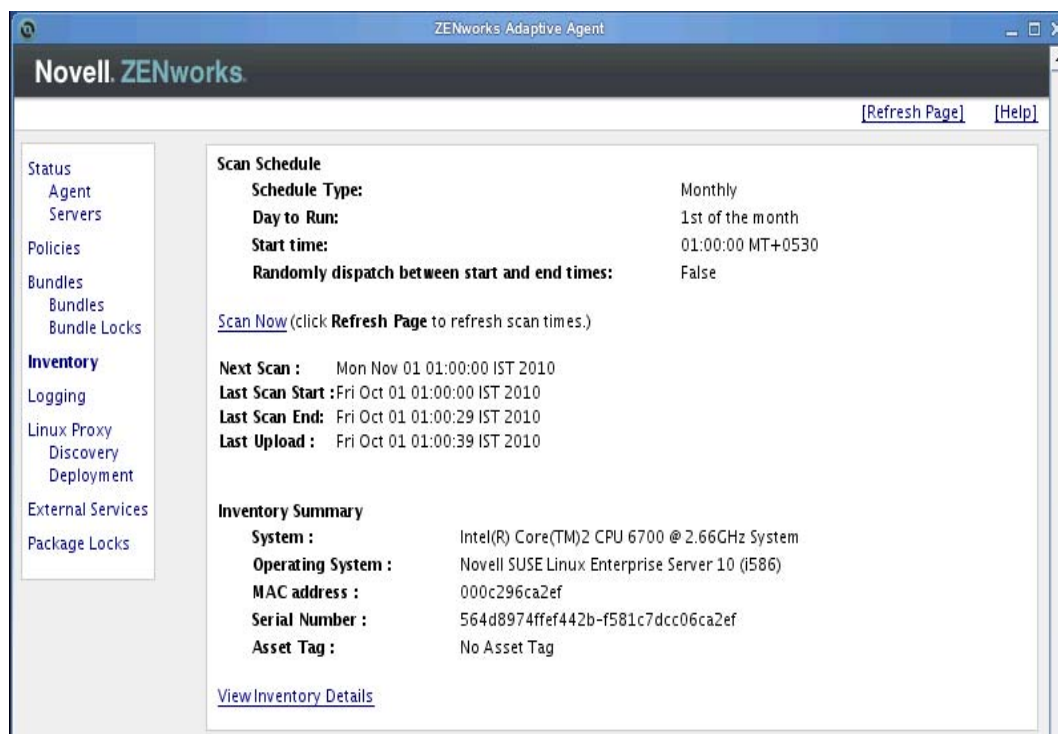 ZENworks Adaptive Agent
Novell. ZENworks.
[Refresh Page] [Help]
Status
Agent
Servers
Policies
Bundles
Bundles
Bundle Locks
Inventory
Logging
Linux Proxy
Discovery
Deployment
External Services
Package Locks
Scan Schedule
Schedule Type: Monthly
Day to Run: 1st of the month
Start time: 01:00:00 MT+0530
Randomly dispatch between start and end times: False
Scan Now (click Refresh Page to refresh scan times.)
Next Scan : Mon Nov 01 01:00:00 IST 2010
Last Scan Start : Fri Oct 01 01:00:00 IST 2010
Last Scan End: Fri Oct 01 01:00:29 IST 2010
Last Upload : Fri Oct 01 01:00:39 IST 2010
Inventory Summary
System : Intel(R) Core(TM)2 CPU 6700 @ 2.66GHz System
Operating System : Novell SUSE Linux Enterprise Server 10 (i586)
MAC address : 000c296ca2ef
Serial Number : 564d8974ffef442b-f581c7dcc06ca2ef
Asset Tag : No Asset Tag
View Inventory Details